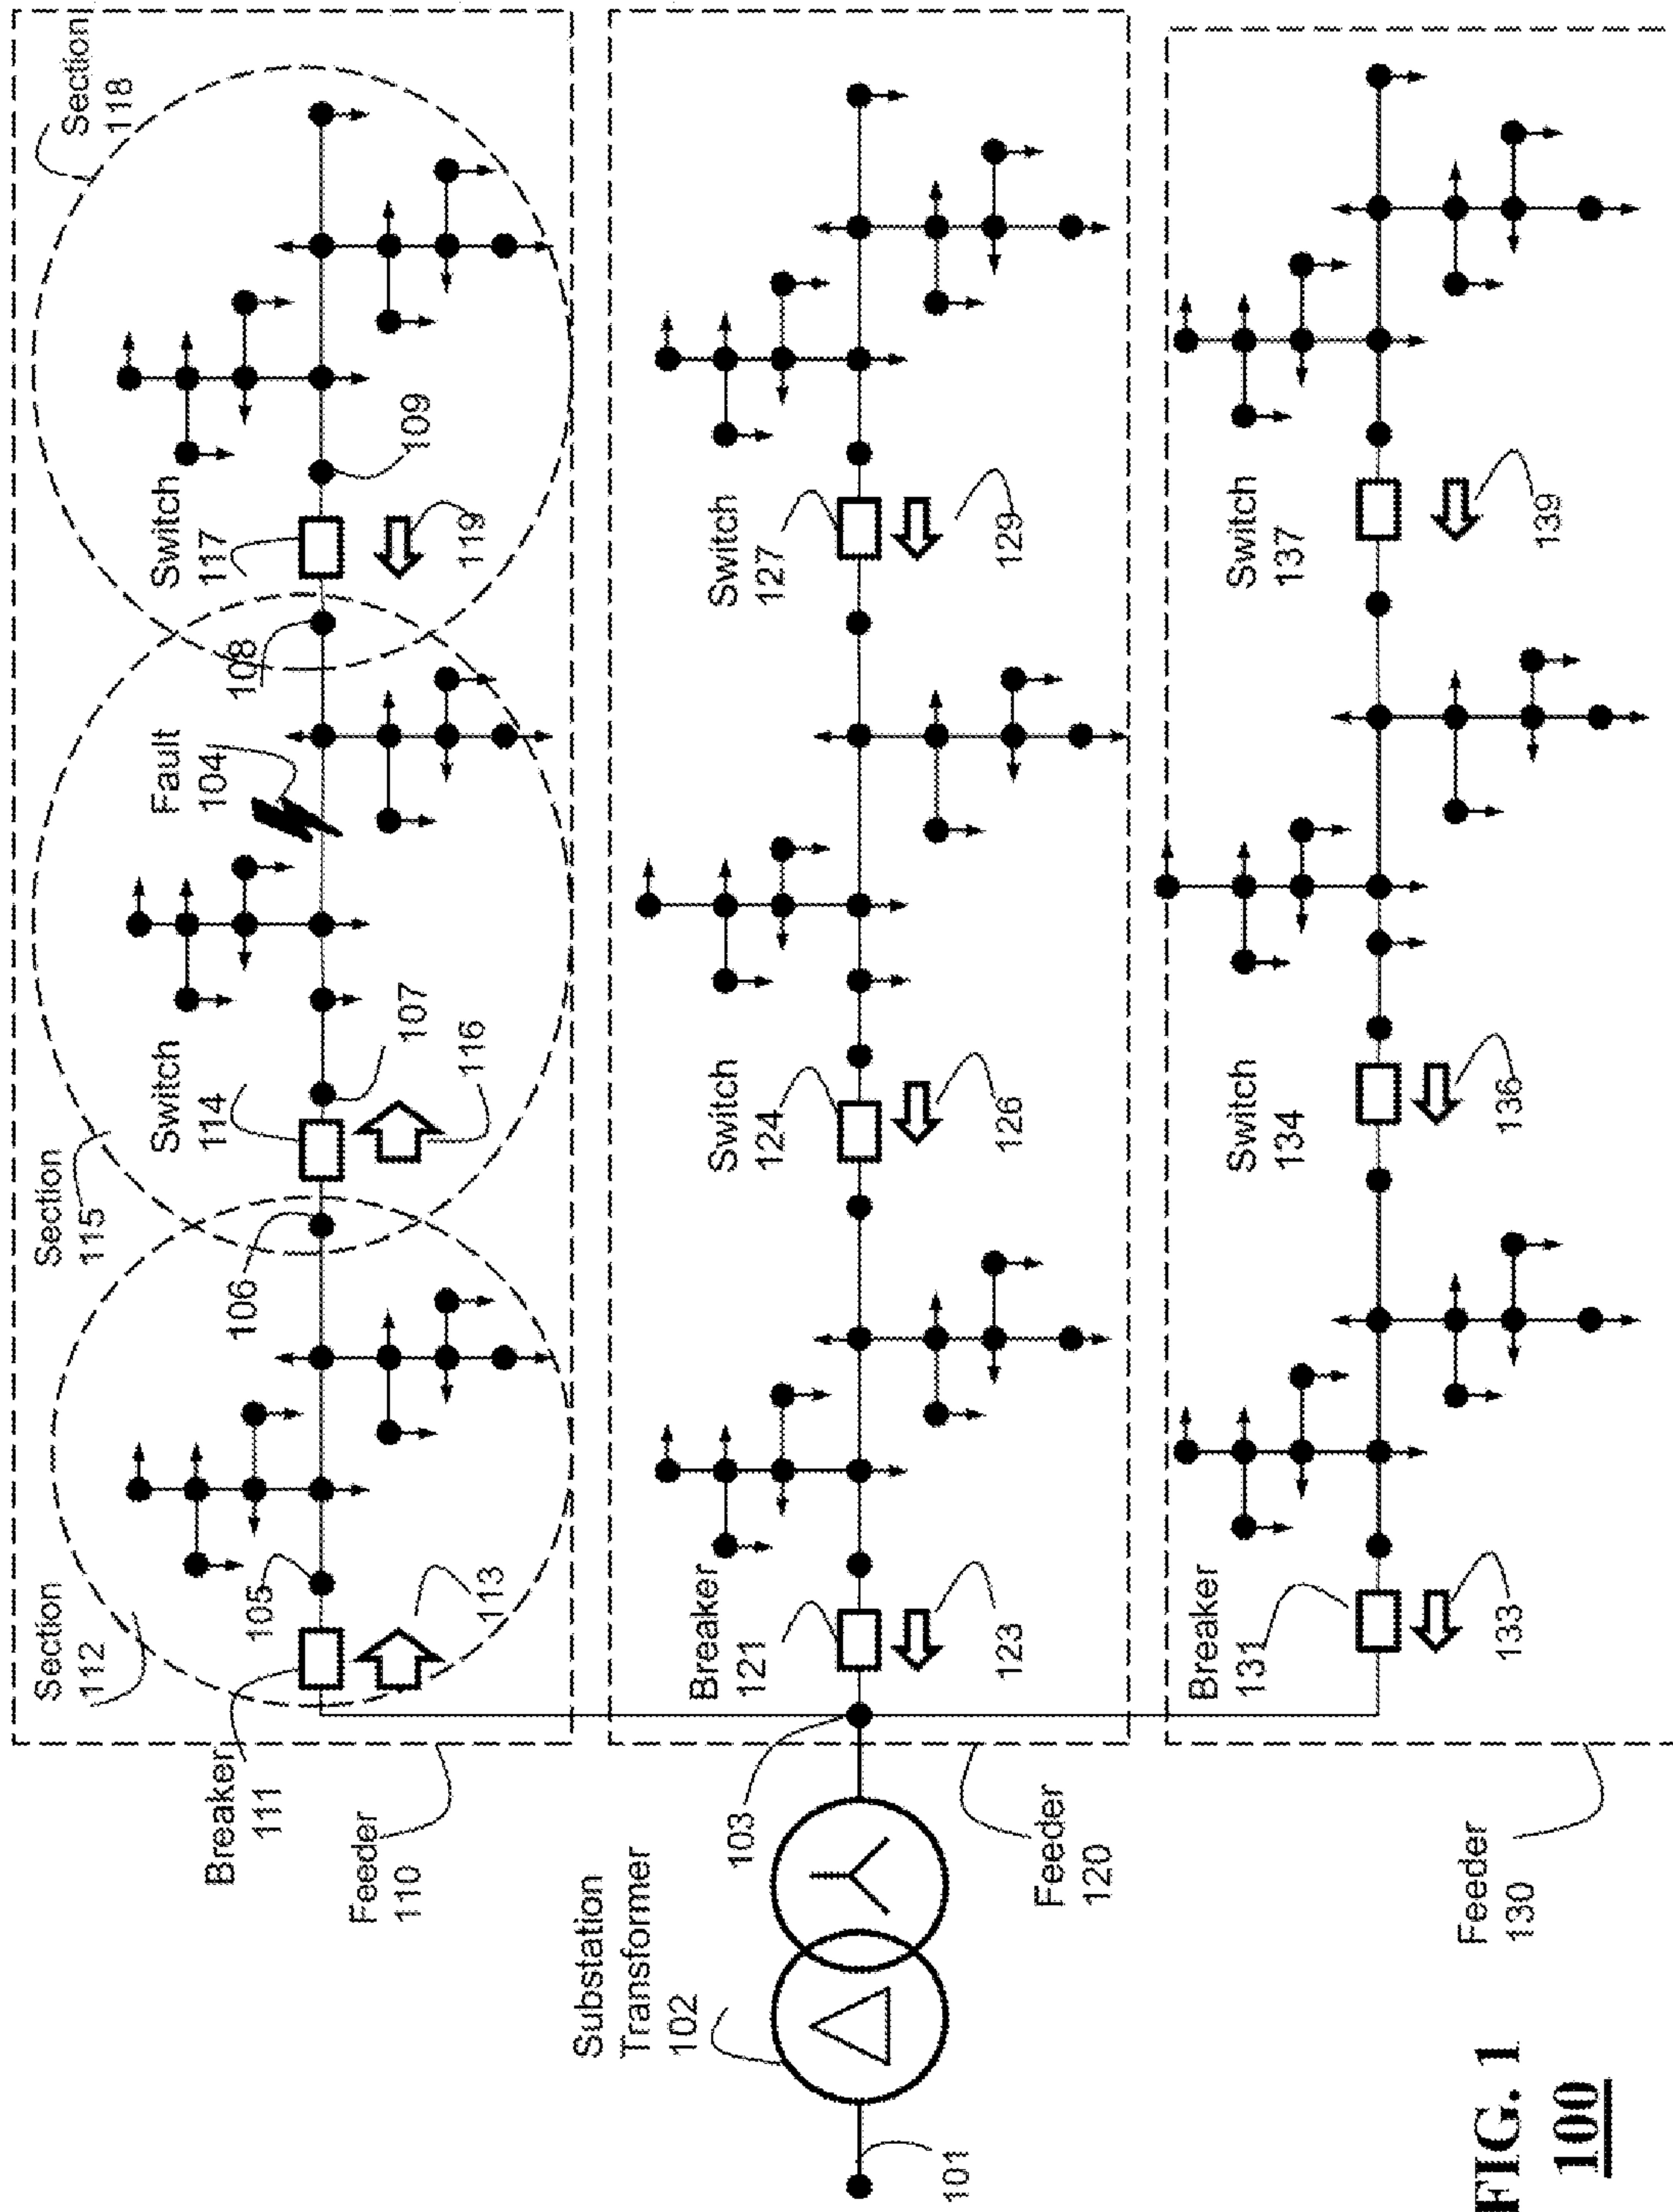 Section
118
Switch
117
109
119
108
Fault
104
Switch
114
107
116
Section
115
106
105
113
Section
112
Breaker
111
Feeder
110
Switch
127
129
Switch
124
126
Breaker
121
123
103
Feeder
120
Substation
Transformer
102
101
Switch
137
139
Switch
134
136
Breaker
131
133
Feeder
130
FIG. 1
100